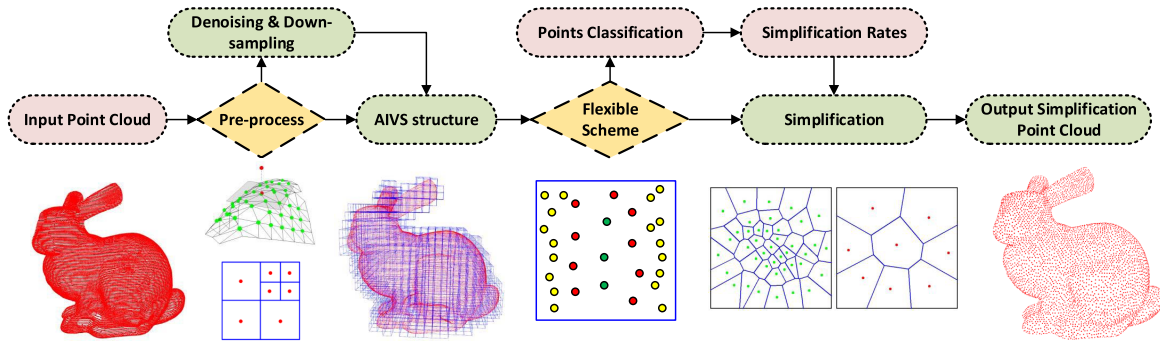 Denoising & Down-
sampling
Points Classification
Simplification Rates
Input Point Cloud
Pre-process
AIVS structure
Flexible
Scheme
Simplification
Output Simplification
Point Cloud